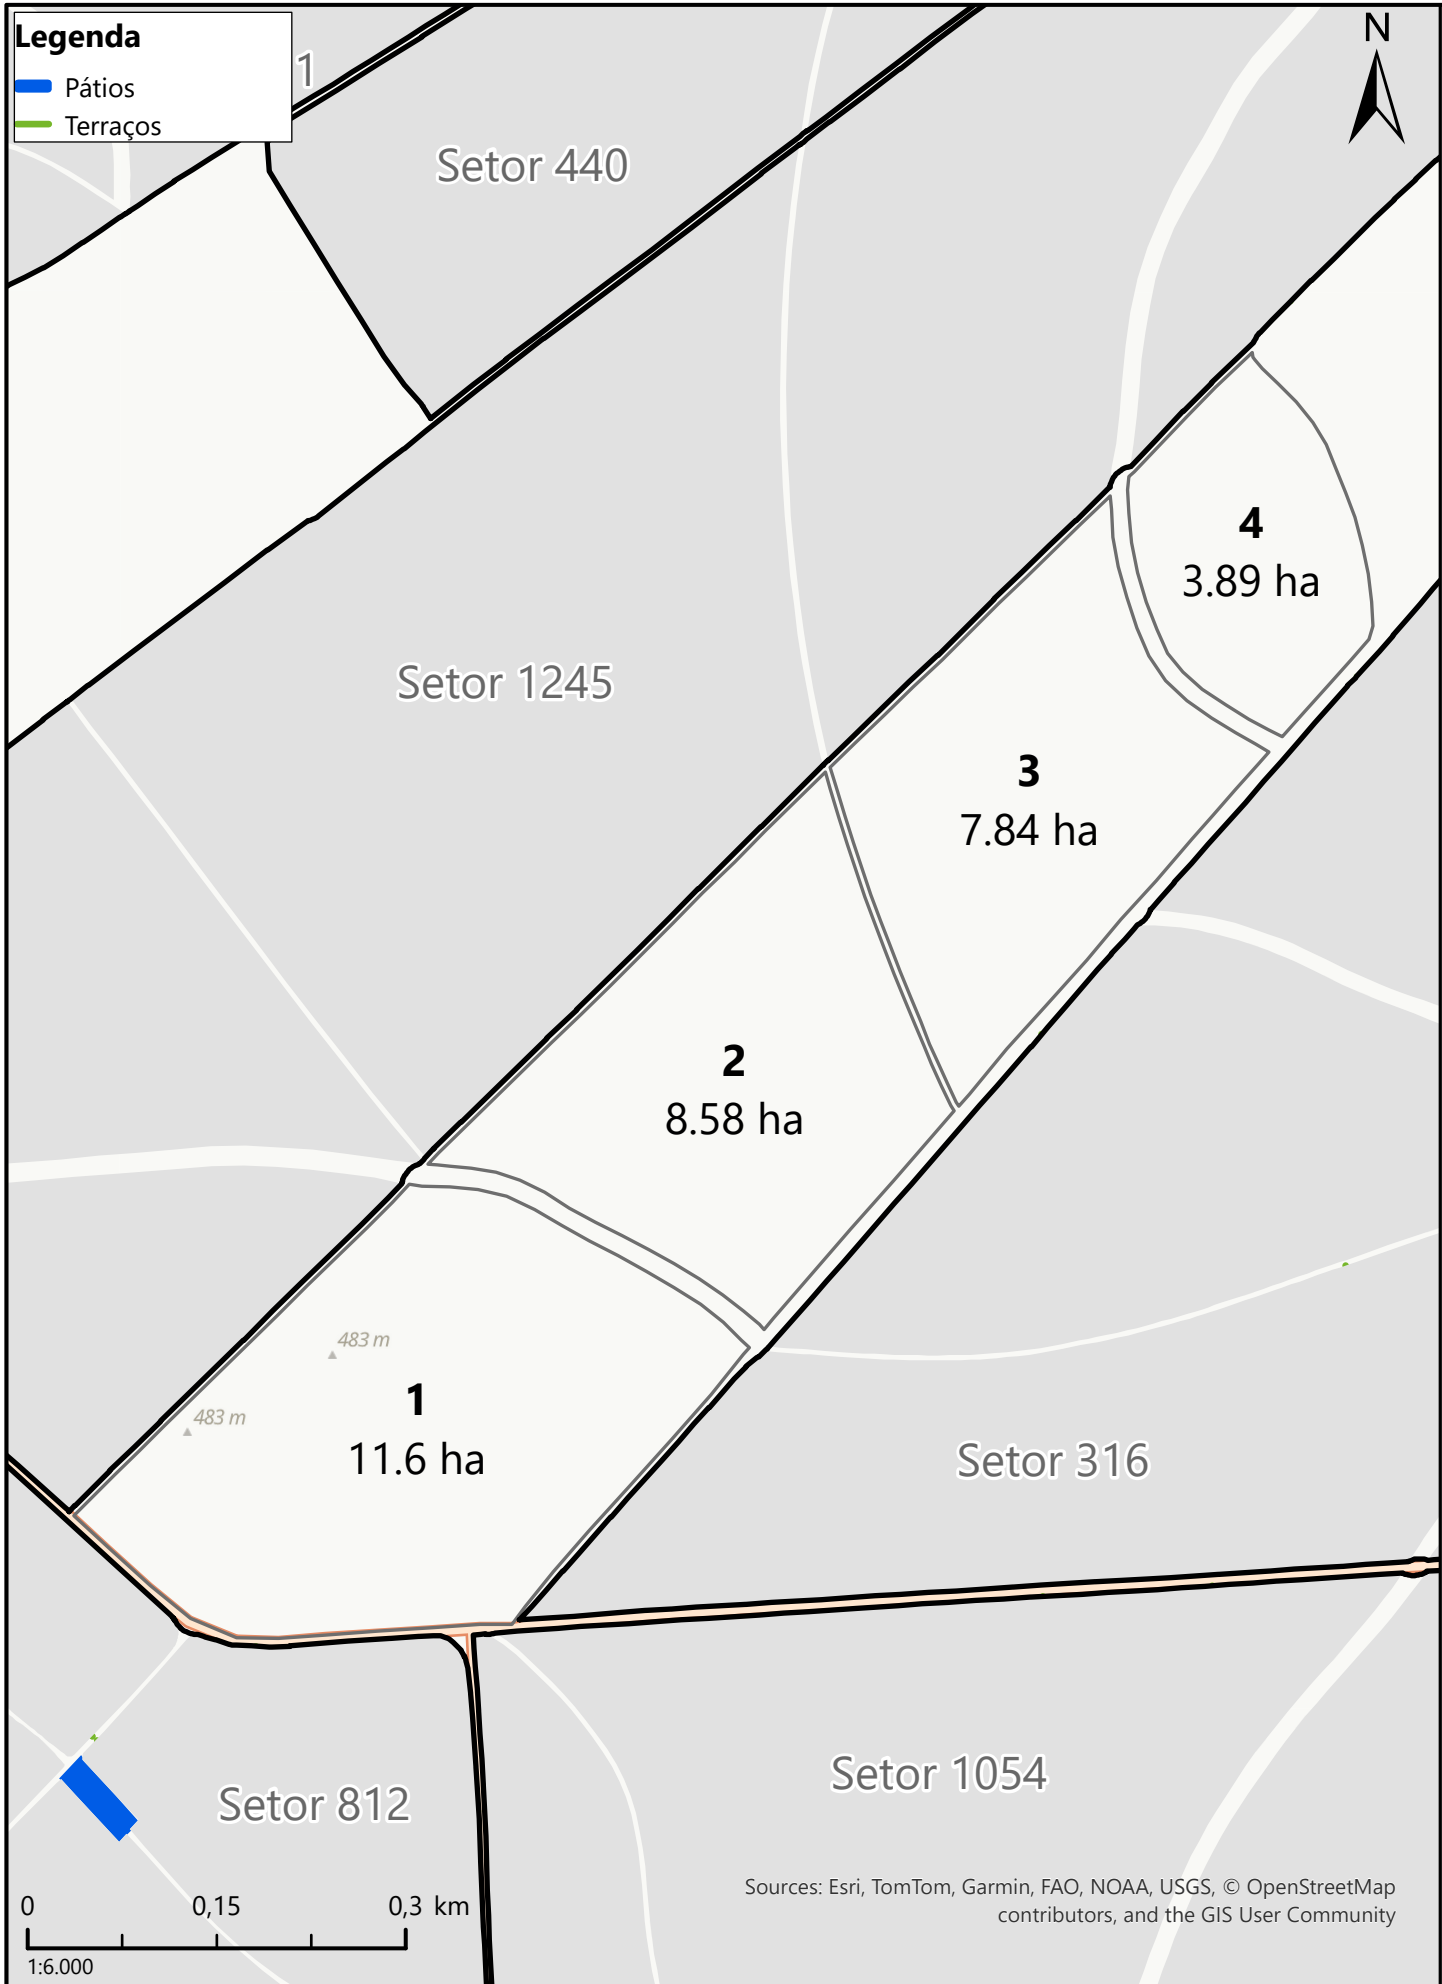 Legenda
Pátios
Terraços
1
N
Setor 440
4
3.89 ha
Setor 1245
3
7.84 ha
2
8.58 ha
483 m
483 m
1
11.6 ha
Setor 316
Setor 1054
Setor 812
0 0,15 0,3 km
1:6.000
Sources: Esri, TomTom, Garmin, FAO, NOAA, USGS, © OpenStreetMap
contributors, and the GIS User Community